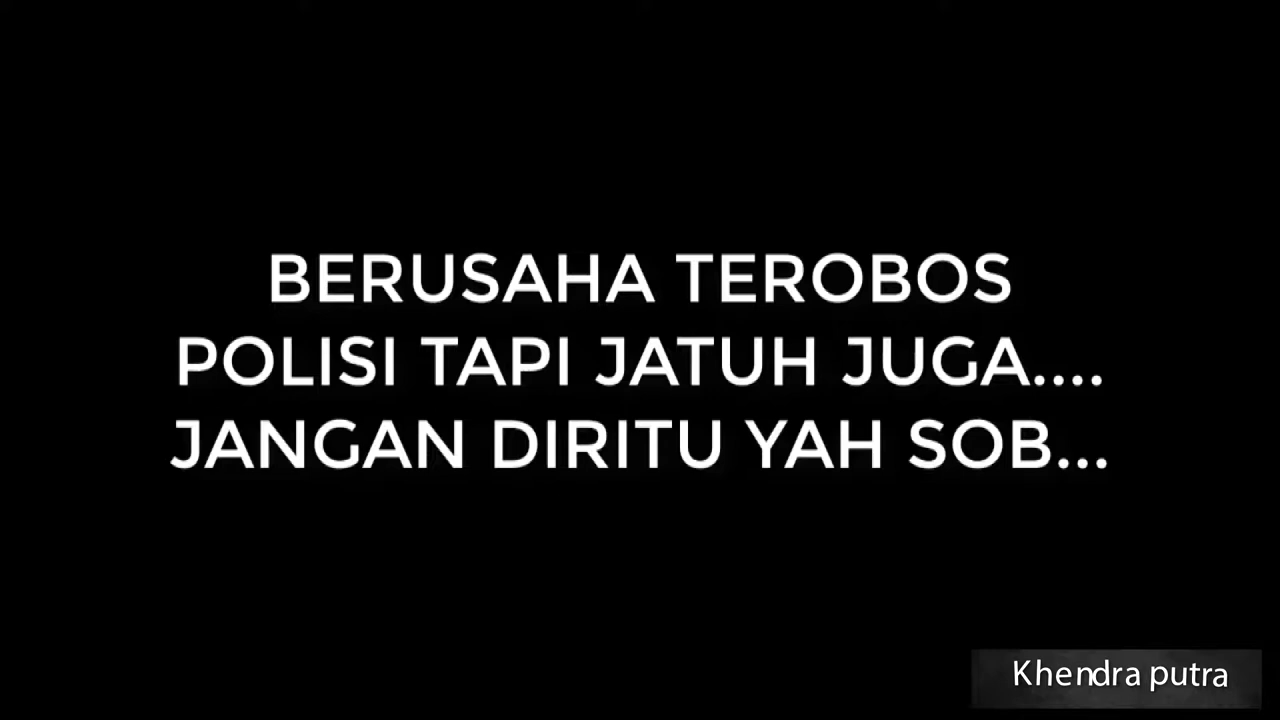 BERUSAHA TEROBOS
POLISI TAPI JATUH JUGA....
JANGAN DIRITU YAH SOB...
Khendra putra